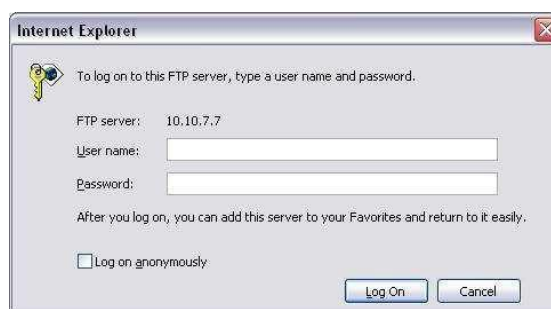 Internet Explorer
To log on to this FTP server, type a user name and password.
FTP server: 10.10.7.7
User name:
Password:
After you log on, you can add this server to your Favorites and return to it easily.
Log on anonymously
Log On Cancel